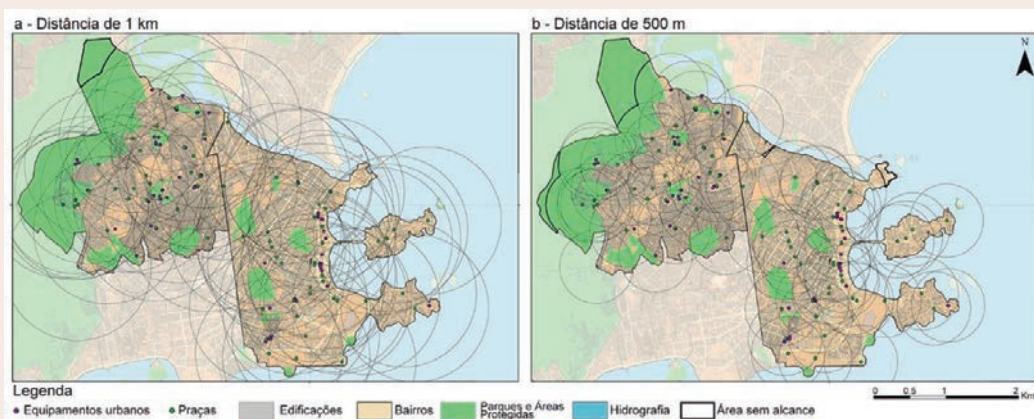 a - Distância de 1 km
b - Distância de 500 m
N
Legenda
Equipamentos urbanos
Praças
Edificações
Bairros
Parques e Áreas
Protegidas
Hidrografia
Área sem alcance
0 0.5 1 2
Km